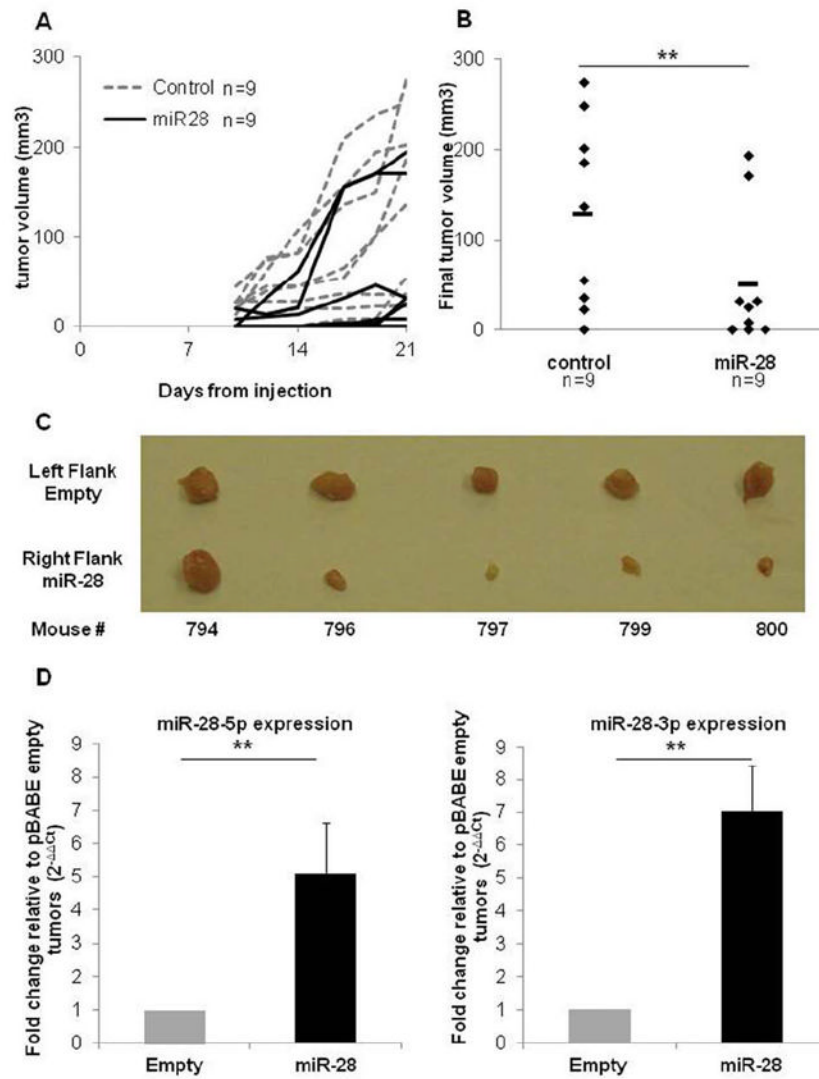 A
300
200
100
0
tumor volume (mm3)
Control n=9
miR28 n=9
0 7 14 21
Days from injection
B
300
200
100
0
Final tumor volume (mm3)
**
control miR-28
n=9 n=9
C
Left Flank
Empty
Right Flank
miR-28
Mouse # 794 796 797 799 800
D
miR-28-5p expression
**
9
8
7
6
5
4
3
2
1
0
Fold change relative to pBABE empty
tumors (2-ΔΔCt)
Empty miR-28
miR-28-3p expression
**
9
8
7
6
5
4
3
2
1
0
Fold change relative to pBABE empty
tumors (2-ΔΔCt)
Empty miR-28